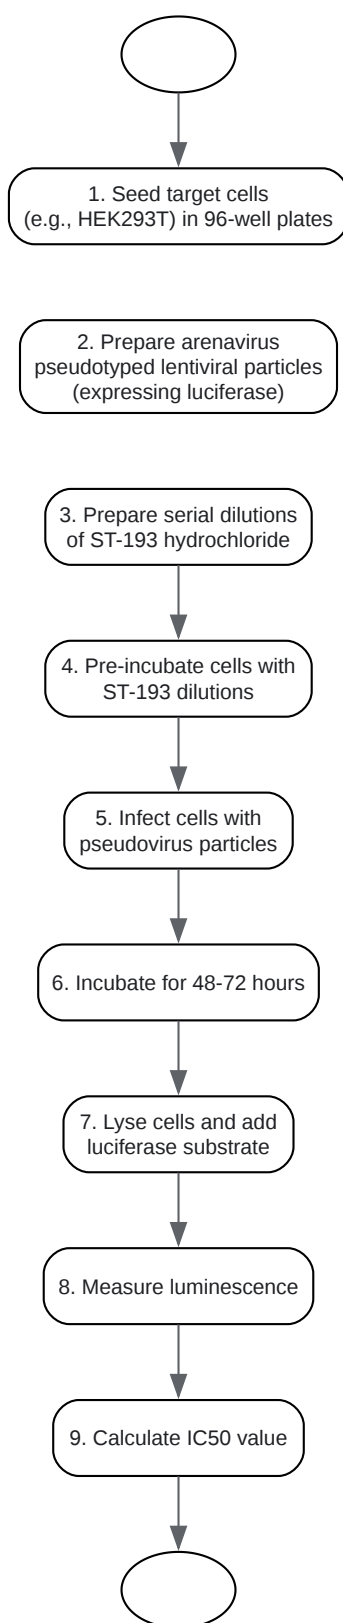 1. Seed target cells
(e.g., HEK293T) in 96-well plates
2. Prepare arenavirus
pseudotyped lentiviral particles
(expressing luciferase)
3. Prepare serial dilutions
of ST-193 hydrochloride
4. Pre-incubate cells with
ST-193 dilutions
5. Infect cells with
pseudovirus particles
6. Incubate for 48-72 hours
7. Lyse cells and add
luciferase substrate
8. Measure luminescence
9. Calculate IC50 value